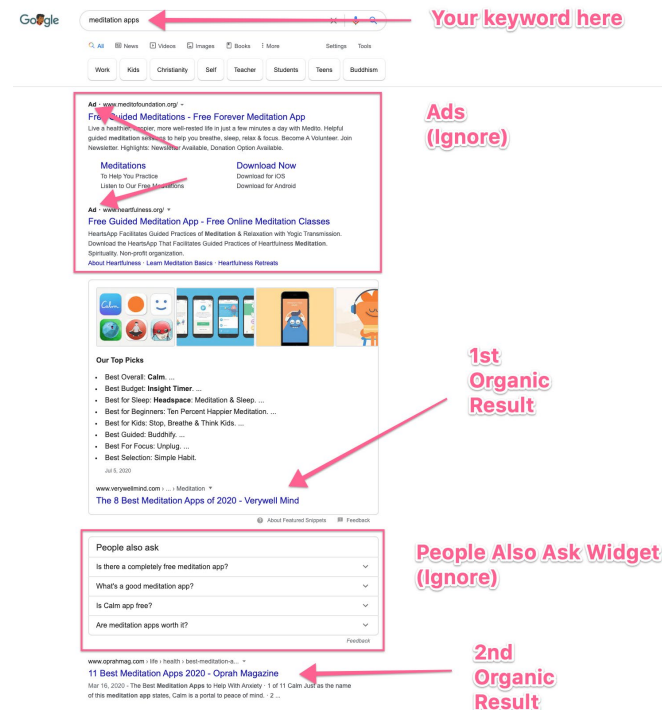 Google
meditation apps
Your keyword here
All News Videos Images Books More Settings Tools
Work Kids Christianity Self Teacher Students Teens Buddhism
Ads
(Ignore)
Ad · www.meditofoundation.org/
Free Guided Meditations - Free Forever Meditation App
Live a healthier, happier, more well-rested life in just a few minutes a day with Medito. Helpful
guided meditation sessions to help you breathe, sleep, relax & focus. Become A Volunteer. Join
Newsletter. Highlights: Newsletter Available, Donation Option Available.
Meditations
To Help You Practice
Listen to Our Free Meditations
Download Now
Download for iOS
Download for Android
Ad · www.heartfulness.org/
Free Guided Meditation App - Free Online Meditation Classes
HeartsApp Facilitates Guided Practices of Meditation & Relaxation with Yogic Transmission.
Download the HeartsApp That Facilitates Guided Practices of Heartfulness Meditation.
Spirituality. Non-profit organization.
About Heartfulness · Learn Meditation Basics · Heartfulness Retreats
Calm
Our Top Picks
• Best Overall: Calm. ...
• Best Budget: Insight Timer. ...
• Best for Sleep: Headspace: Meditation & Sleep. ...
• Best for Beginners: Ten Percent Happier Meditation. ...
• Best for Kids: Stop, Breathe & Think Kids. ...
• Best Guided: Buddhify. ...
• Best For Focus: Unplug. ...
• Best Selection: Simple Habit.
Jul 5, 2020
1st
Organic
Result
www.verywellmind.com › ... › Meditation
The 8 Best Meditation Apps of 2020 - Verywell Mind
About Featured Snippets Feedback
People also ask
Is there a completely free meditation app?
What's a good meditation app?
Is Calm app free?
Are meditation apps worth it?
Feedback
People Also Ask Widget
(Ignore)
www.oprahmag.com › life › health › best-meditation-a...
11 Best Meditation Apps 2020 - Oprah Magazine
Mar 16, 2020 - The Best Meditation Apps to Help With Anxiety · 1 of 11 Calm Just as the name
of this meditation app states, Calm is a portal to peace of mind. · 2 ...
2nd
Organic
Result